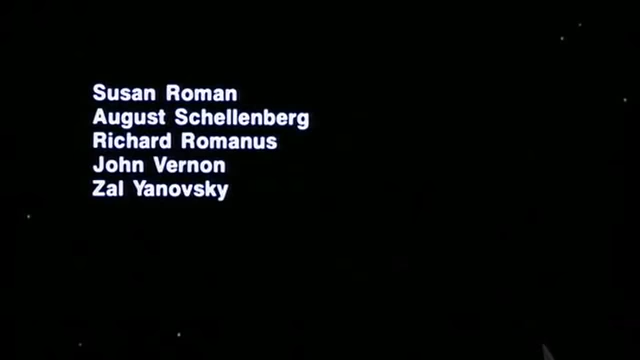 Susan Roman
August Schellenberg
Richard Romanus
John Vernon
Zal Yanovsky